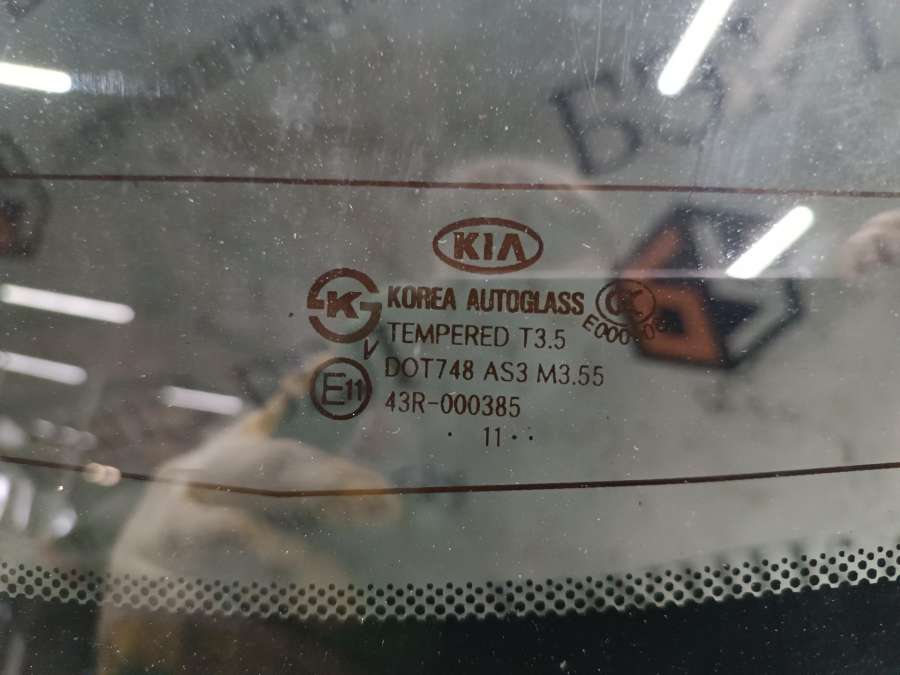 KIA
K
KOREA AUTOGLASS
TEMPERED T3.5
V
E11
DOT748 AS3 M3.55
43R-000385
· 11 · ·